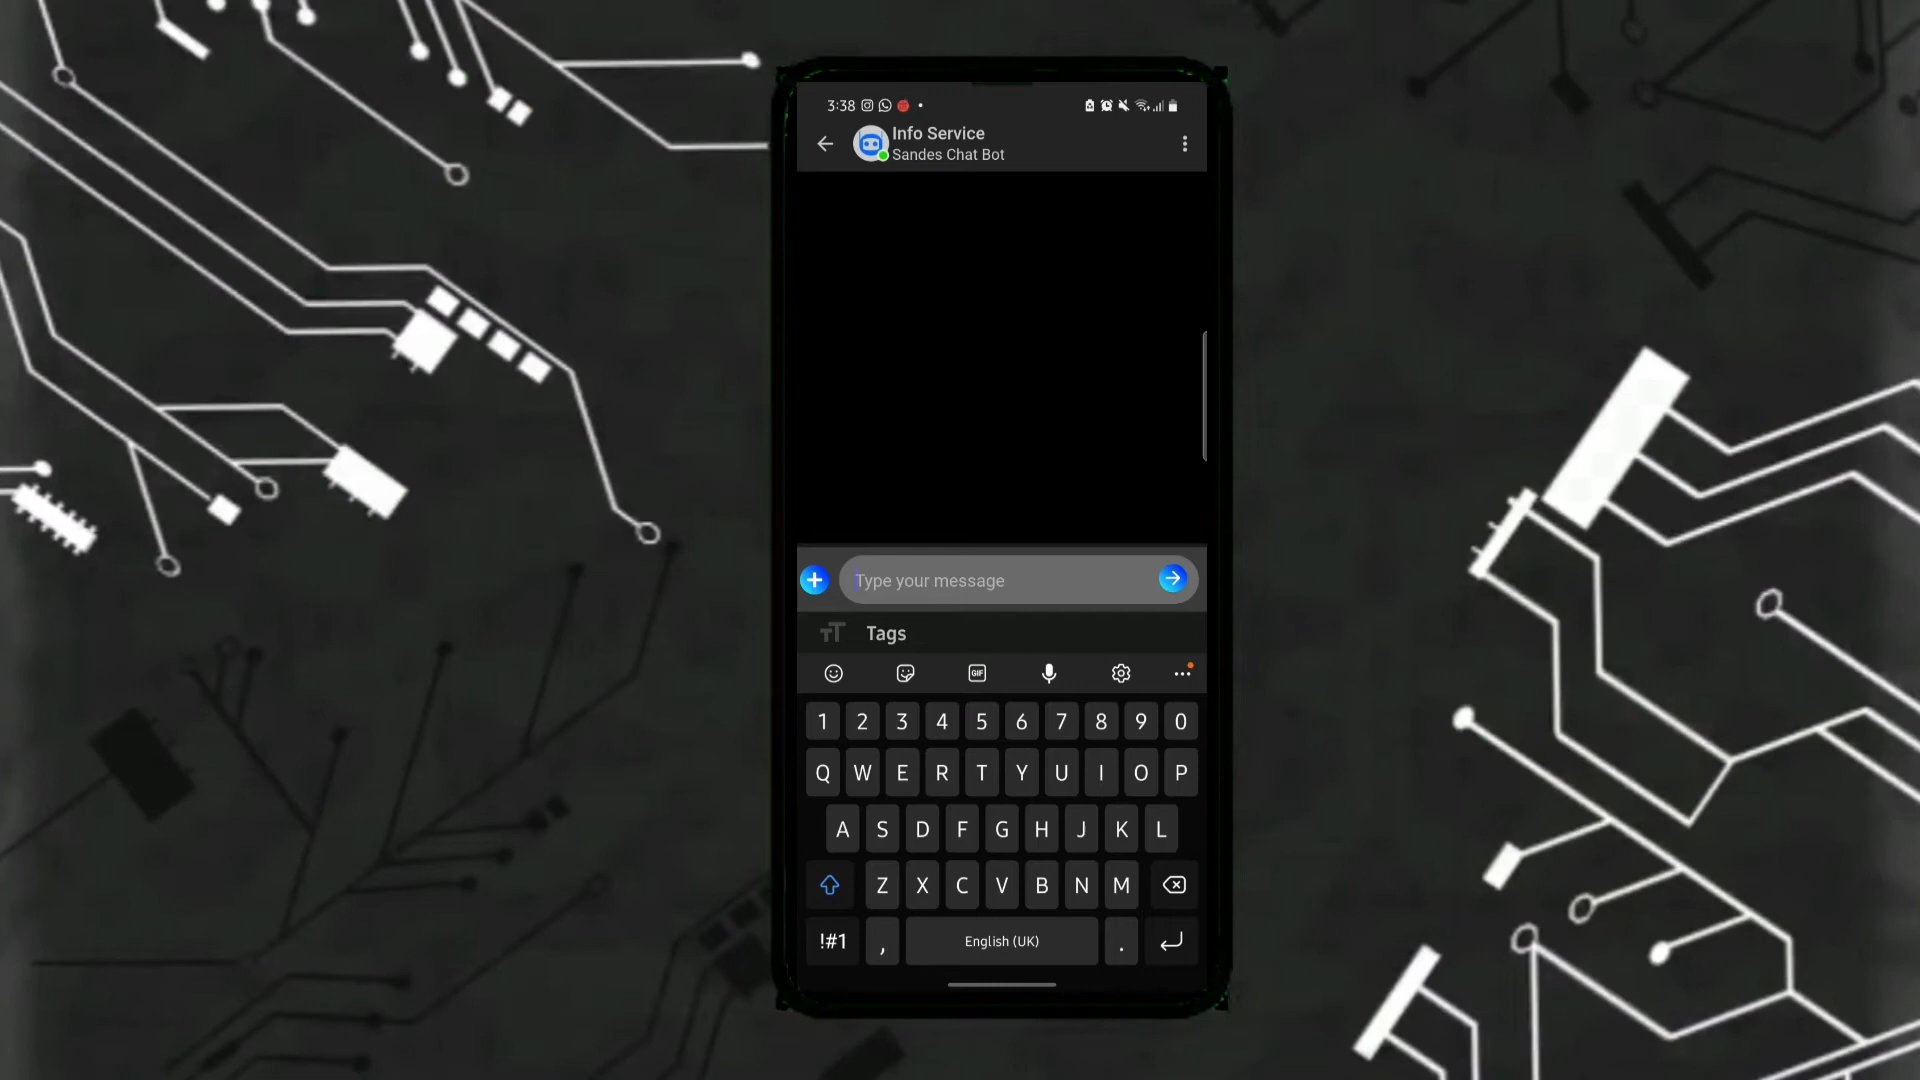 3:38
Info Service
Sandes Chat Bot
Type your message
Tags
GIF
1 2 3 4 5 6 7 8 9 0
Q W E R T Y U I O P
A S D F G H J K L
Z X C V B N M
!#1 , English (UK) .